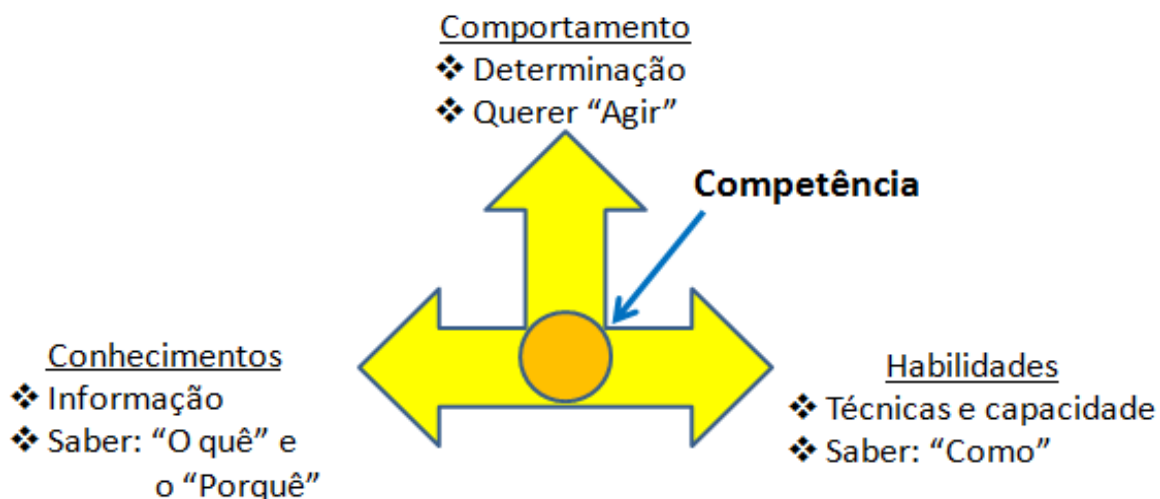 Comportamento
❖ Determinação
❖ Querer “Agir”
Competência
Conhecimentos
❖ Informação
❖ Saber: “O quê” e
o “Porquê”
Habilidades
❖ Técnicas e capacidade
❖ Saber: “Como”